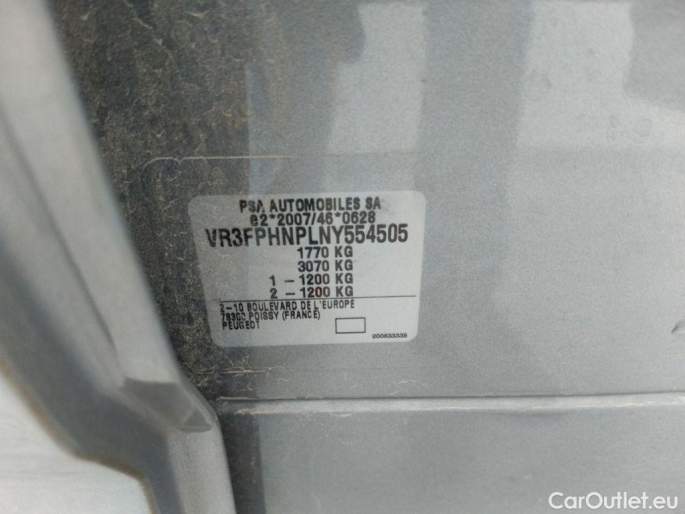 PSA AUTOMOBILES SA
e2*2007/46*0628
VR3FPHNPLNY554505
1770 KG
3070 KG
1 - 1200 KG
2 - 1200 KG
2-10 BOULEVARD DE L'EUROPE
78300 POISSY (FRANCE)
PEUGEOT
CarOutlet.eu